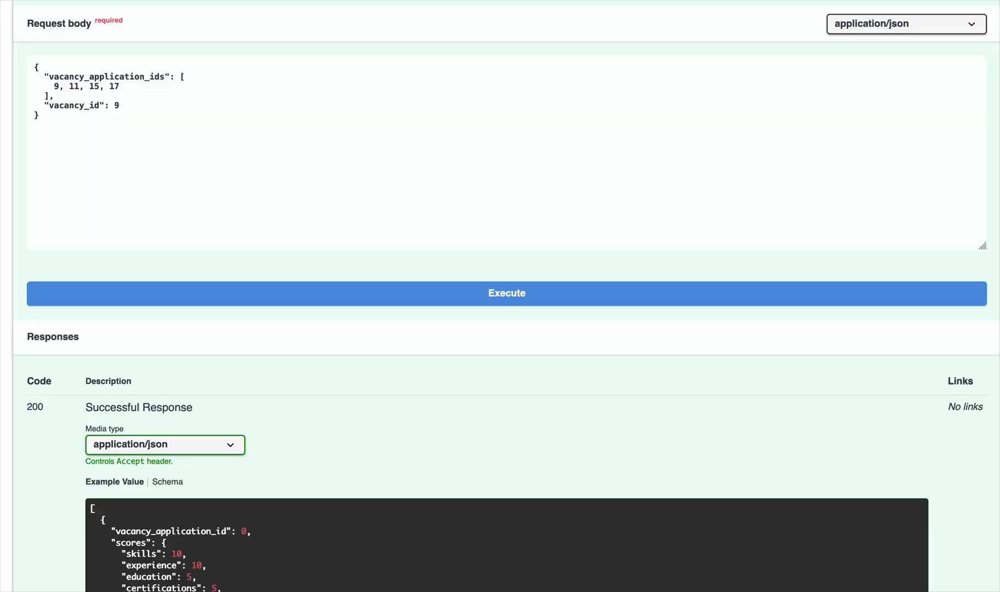 Request body required
application/json
{
  "vacancy_application_ids": [
    9, 11, 15, 17
  ],
  "vacancy_id": 9
}
Execute
Responses
Code Description Links
200 Successful Response No links
Media type
application/json
Controls Accept header.
Example Value | Schema
[
  {
    "vacancy_application_id": 0,
    "scores": {
      "skills": 10,
      "experience": 10,
      "education": 5,
      "certifications": 5,